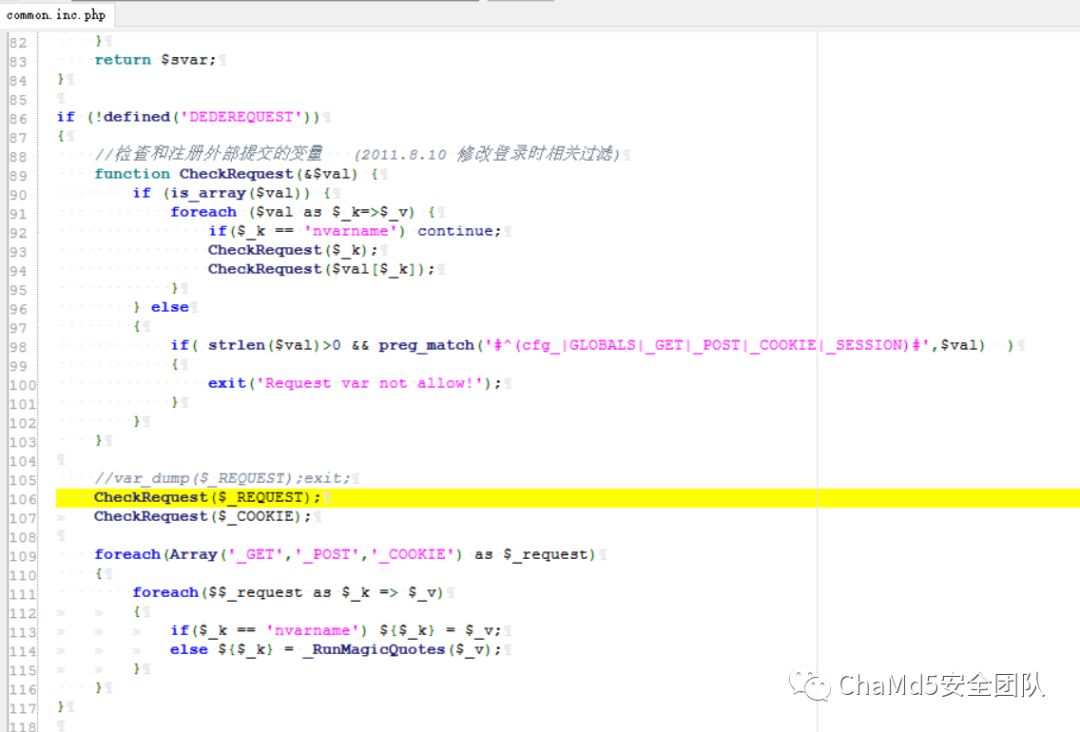 common.inc.php
82 }
83 return $svar;
84 }
85
86 if (!defined('DEDEREQUEST'))
87 {
88 //检查和注册外部提交的变量 (2011.8.10 修改登录时相关过滤)
89 function CheckRequest(&$val) {
90 if (is_array($val)) {
91 foreach ($val as $_k=>$_v) {
92 if($_k == 'nvarname') continue;
93 CheckRequest($_k);
94 CheckRequest($val[$_k]);
95 }
96 } else
97 {
98 if( strlen($val)>0 && preg_match('#^(cfg_|GLOBALS|_GET|_POST|_COOKIE|_SESSION)#',$val) )
99 {
100 exit('Request var not allow!');
101 }
102 }
103 }
104
105 //var_dump($_REQUEST);exit;
106 CheckRequest($_REQUEST);
107 CheckRequest($_COOKIE);
108
109 foreach(Array('_GET','_POST','_COOKIE') as $_request)
110 {
111 foreach($$_request as $_k => $_v)
112 {
113 if($_k == 'nvarname') ${$_k} = $_v;
114 else ${$_k} = _RunMagicQuotes($_v);
115 }
116 }
117 }
118
ChaMd5安全团队